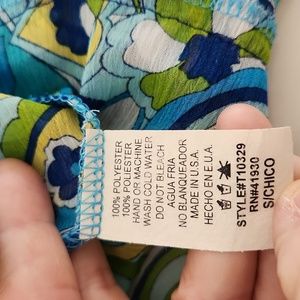 100% POLYESTER
100% POLIESTER
HAND OR MACHINE
WASH COLD WATER
DO NOT BLEACH
AGUA FRIA
NO BLANQUEADOR
MADE IN U.S.A.
HECHO EN E.U.A.
STYLE#T10329
RN#41930
SICHICO